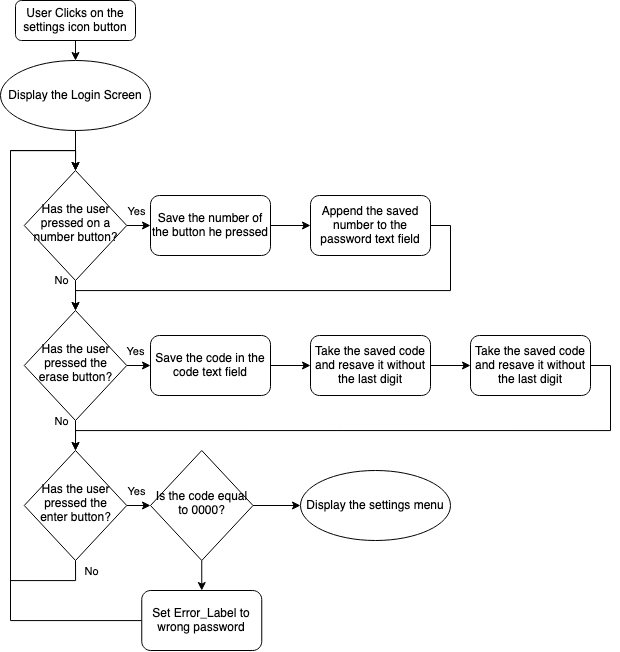 User Clicks on the
settings icon button
Display the Login Screen
Has the user
pressed on a
number button?
Yes
Save the number of
the button he pressed
Append the saved
number to the
password text field
No
Has the user
pressed the
erase button?
Yes
Save the code in the
code text field
Take the saved code
and resave it without
the last digit
Take the saved code
and resave it without
the last digit
No
Has the user
pressed the
enter button?
Yes
Is the code equal
to 0000?
Display the settings menu
No
Set Error_Label to
wrong password